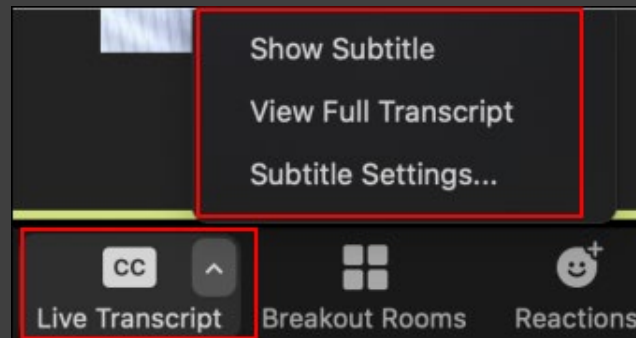 Show Subtitle
View Full Transcript
Subtitle Settings...
CC
Live Transcript
Breakout Rooms
Reactions